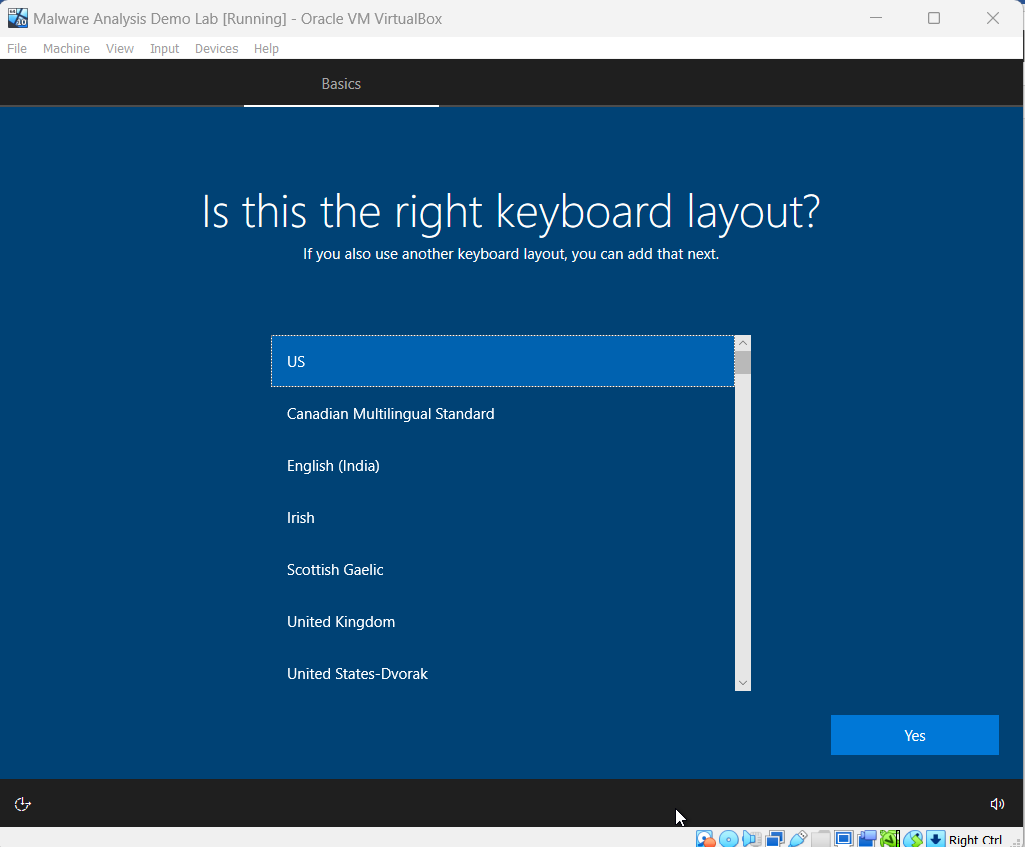 Malware Analysis Demo Lab [Running] - Oracle VM VirtualBox
File Machine View Input Devices Help
Basics
Is this the right keyboard layout?
If you also use another keyboard layout, you can add that next.
US
Canadian Multilingual Standard
English (India)
Irish
Scottish Gaelic
United Kingdom
United States-Dvorak
Yes
Right Ctrl